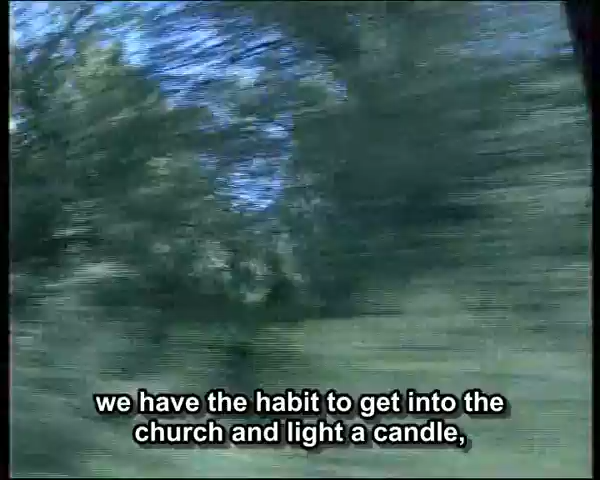 we have the habit to get into the
church and light a candle,